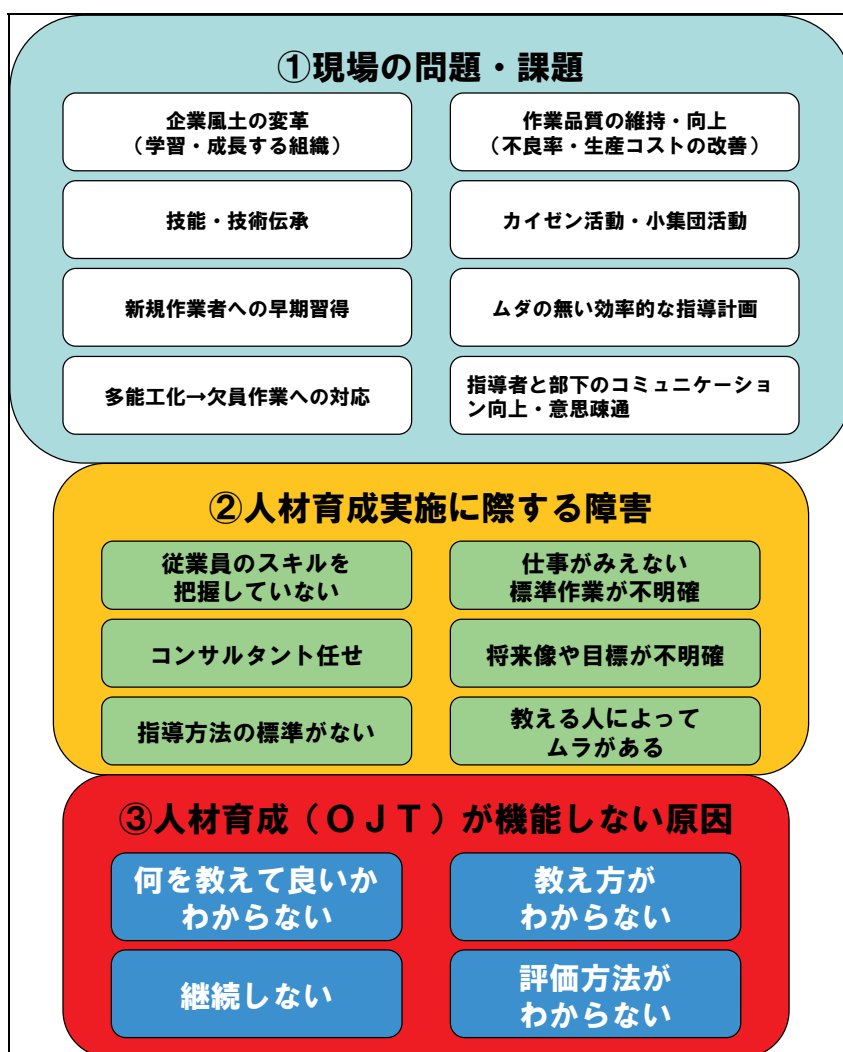 ①現場の問題・課題
企業風土の変革
（学習・成長する組織）
作業品質の維持・向上
（不良率・生産コストの改善）
技能・技術伝承
カイゼン活動・小集団活動
新規作業者への早期習得
ムダの無い効率的な指導計画
多能工化→欠員作業への対応
指導者と部下のコミュニケーショ
ン向上・意思疎通
②人材育成実施に際する障害
従業員のスキルを
把握していない
仕事がみえない
標準作業が不明確
コンサルタント任せ
将来像や目標が不明確
指導方法の標準がない
教える人によって
ムラがある
③人材育成（ＯＪＴ）が機能しない原因
何を教えて良いか
わからない
教え方が
わからない
継続しない
評価方法が
わからない